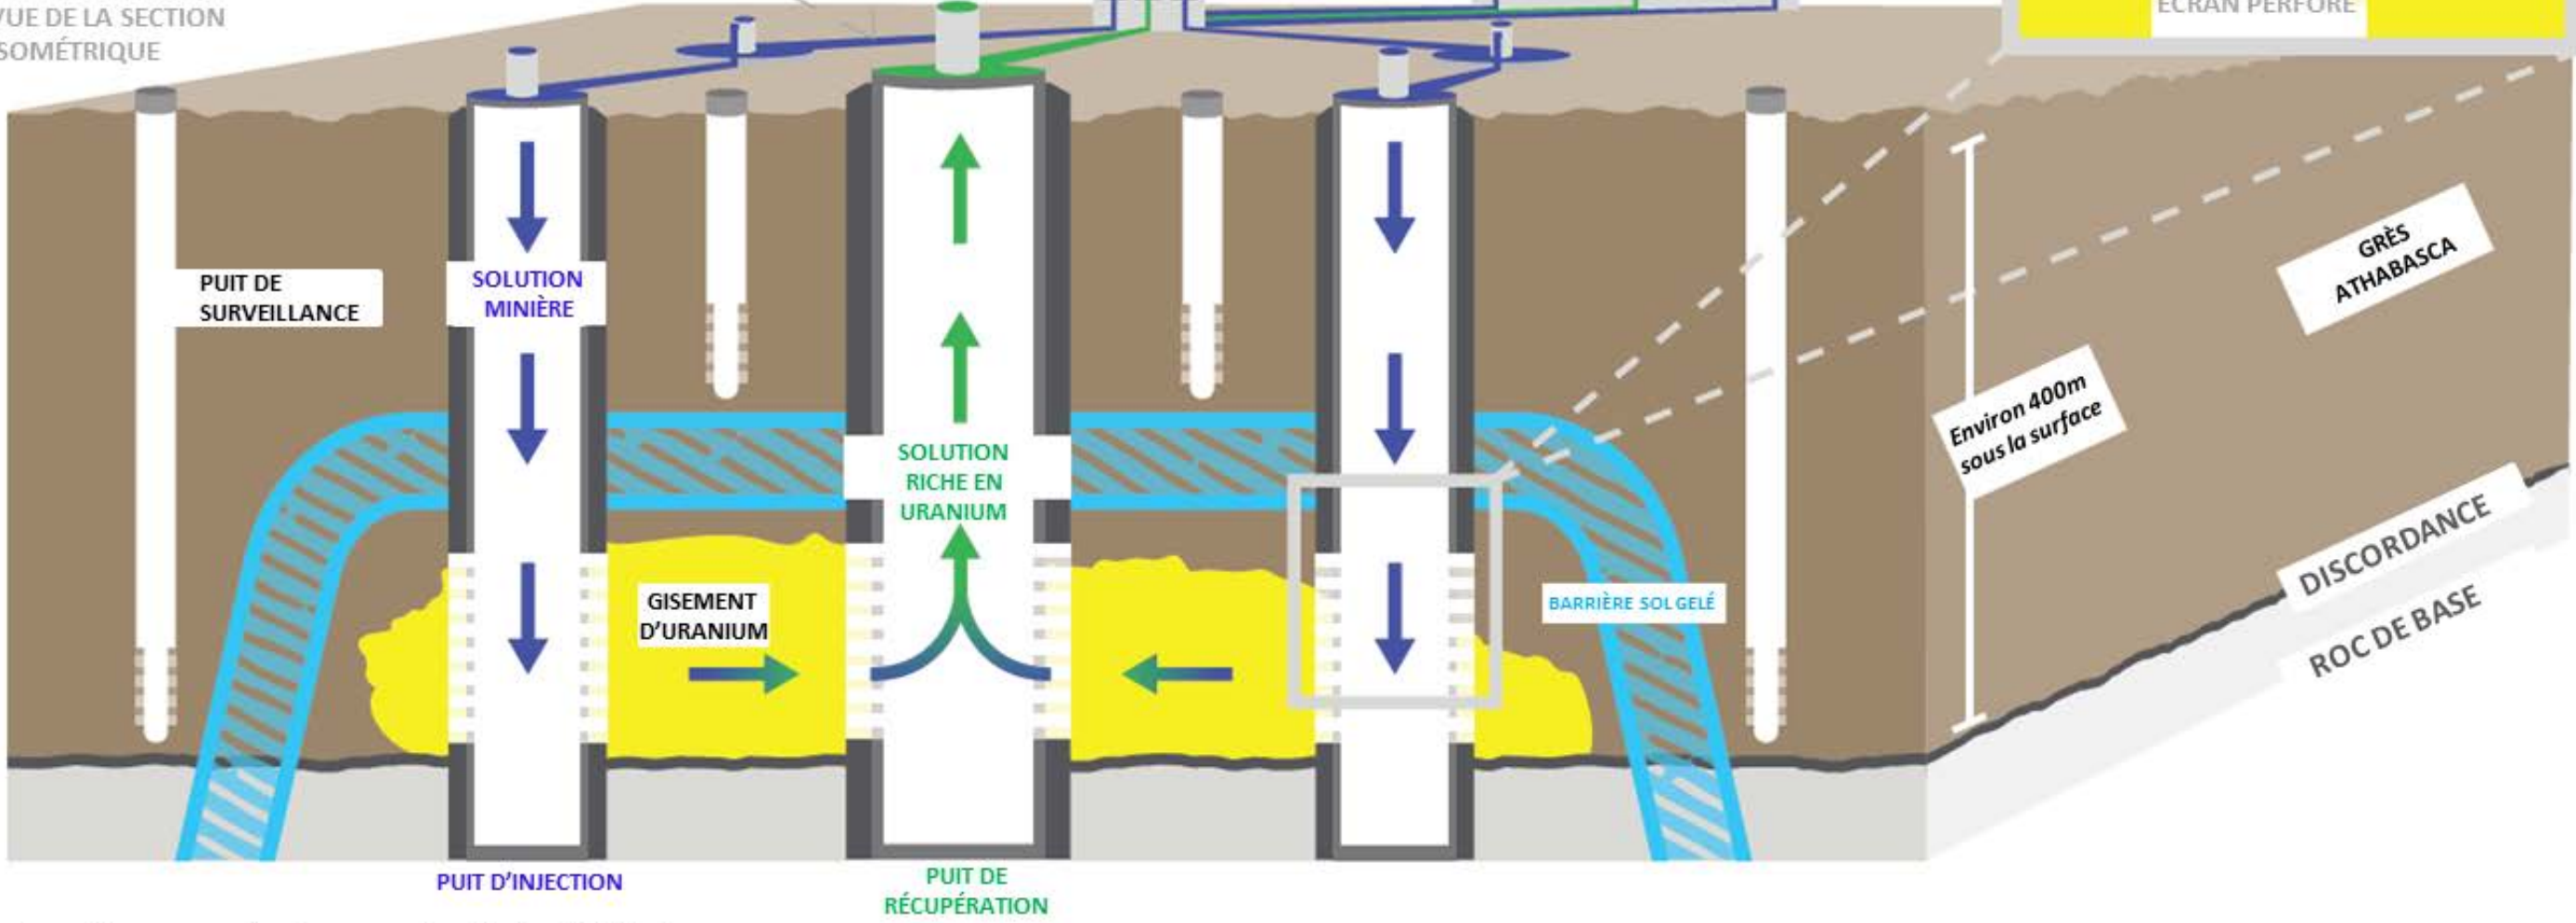 VUE DE LA SECTION
ISOMÉTRIQUE
ÉCRAN PERFORÉ
PUIT DE
SURVEILLANCE
SOLUTION
MINIÈRE
SOLUTION
RICHE EN
URANIUM
GISEMENT
D'URANIUM
BARRIÈRE SOL GELÉ
GRÈS
ATHABASCA
Environ 400m
sous la surface
DISCORDANCE
ROC DE BASE
PUIT D'INJECTION
PUIT DE
RÉCUPÉRATION